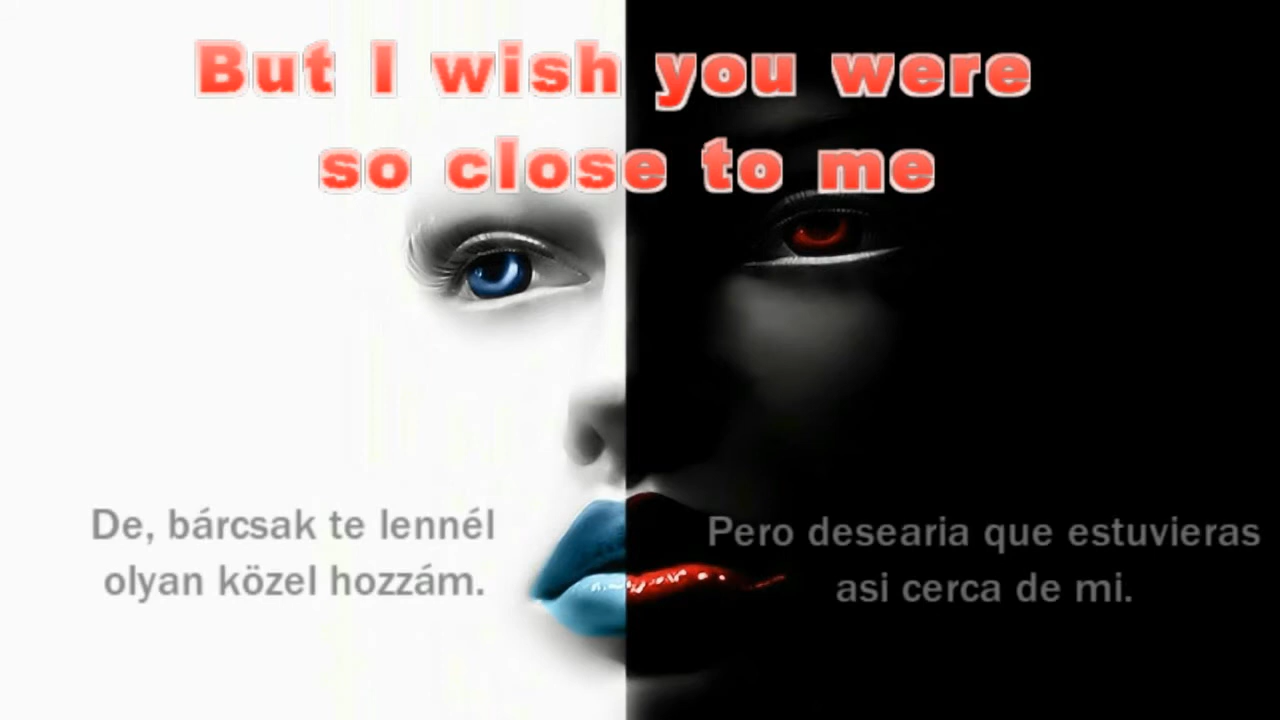 But I wish you were
so close to me
De, bárcsak te lennél
olyan közel hozzám.
Pero desearia que estuvieras
asi cerca de mi.